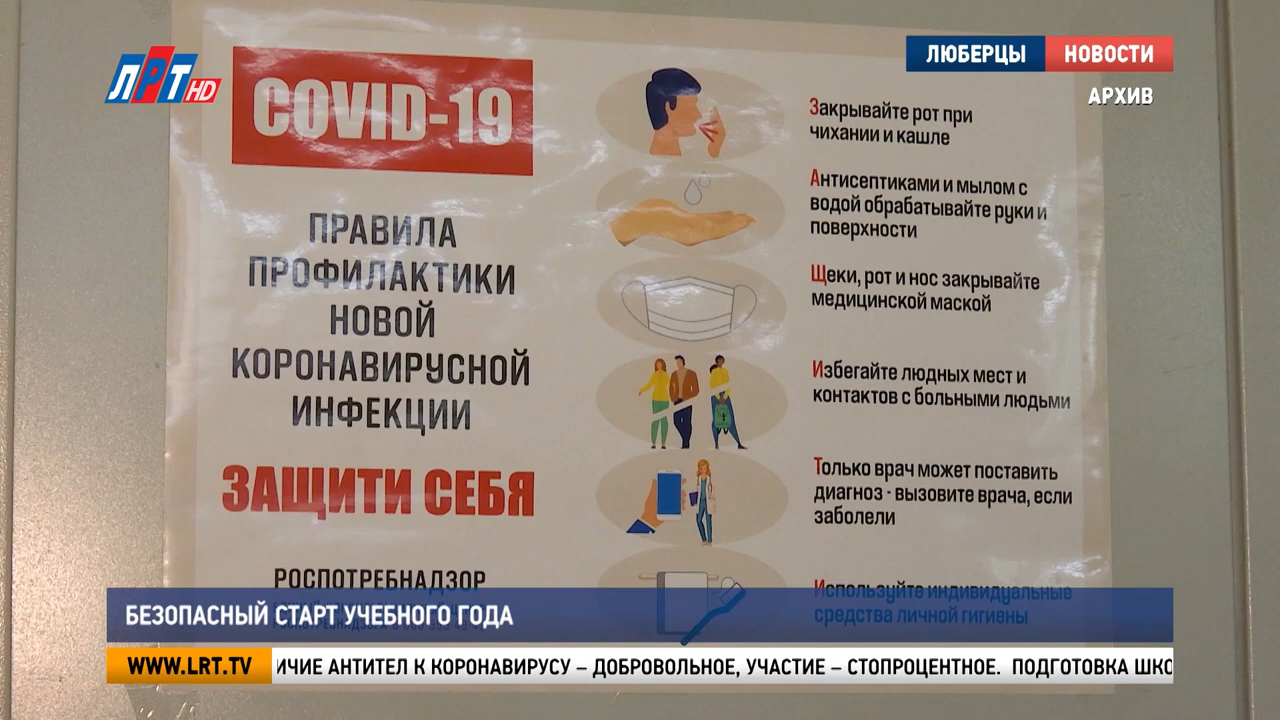 ЛРТ HD
ЛЮБЕРЦЫ НОВОСТИ
АРХИВ
COVID-19
ПРАВИЛА
ПРОФИЛАКТИКИ
НОВОЙ
КОРОНАВИРУСНОЙ
ИНФЕКЦИИ
ЗАЩИТИ СЕБЯ
РОСПОТРЕБНАДЗОР
Закрывайте рот при
чихании и кашле
Антисептиками и мылом с
водой обрабатывайте руки и
поверхности
Щеки, рот и нос закрывайте
медицинской маской
Избегайте людных мест и
контактов с больными людьми
Только врач может поставить
диагноз - вызовите врача, если
заболели
Используйте индивидуальные
средства личной гигиены
БЕЗОПАСНЫЙ СТАРТ УЧЕБНОГО ГОДА
WWW.LRT.TV
ИЧИЕ АНТИТЕЛ К КОРОНАВИРУСУ – ДОБРОВОЛЬНОЕ, УЧАСТИЕ – СТОПРОЦЕНТНОЕ. ПОДГОТОВКА ШКО